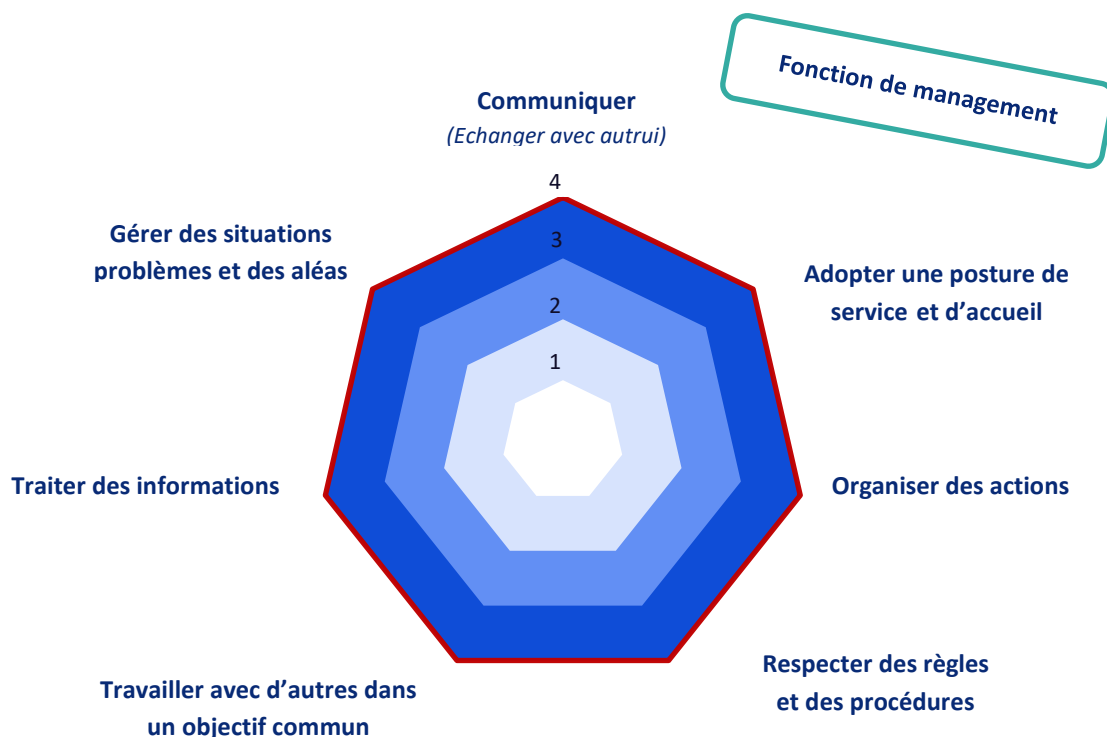 Fonction de management
Communiquer
(Echanger avec autrui)
4
3
2
1
Gérer des situations
problèmes et des aléas
Adopter une posture de
service et d’accueil
Traiter des informations
Organiser des actions
Travailler avec d’autres dans
un objectif commun
Respecter des règles
et des procédures